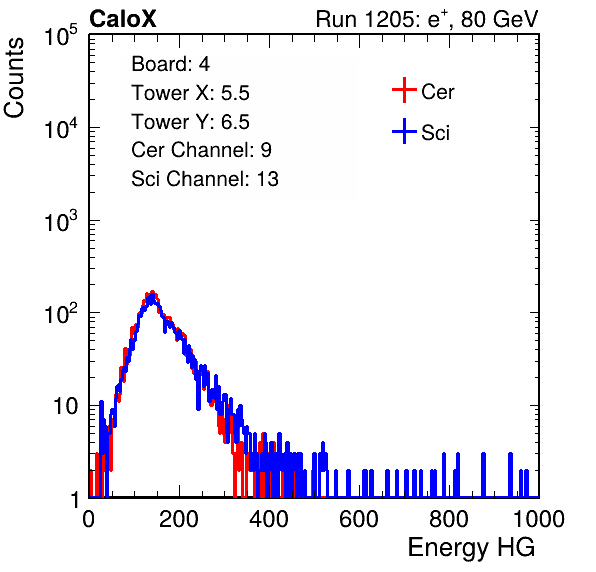 CaloX Run 1205: e⁺, 80 GeV
Counts
Board: 4
Tower X: 5.5
Tower Y: 6.5
Cer Channel: 9
Sci Channel: 13
Cer
Sci
10⁵
10⁴
10³
10²
10
1
0 200 400 600 800 1000
Energy HG